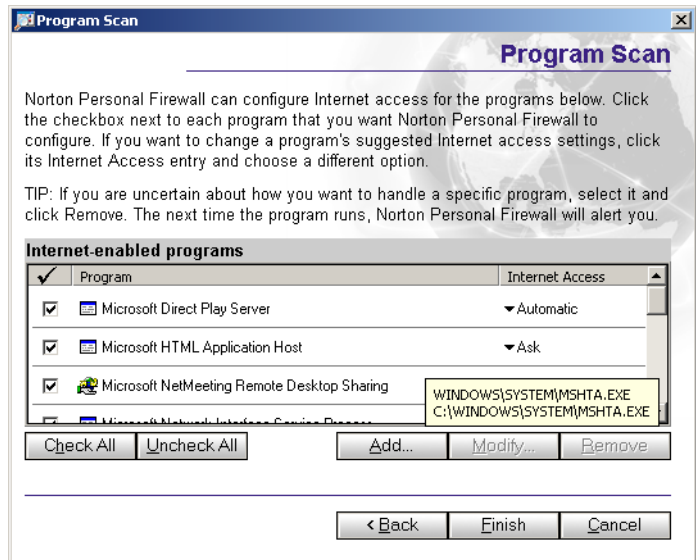 Program Scan
Program Scan
Norton Personal Firewall can configure Internet access for the programs below. Click
the checkbox next to each program that you want Norton Personal Firewall to
configure. If you want to change a program's suggested Internet access settings, click
its Internet Access entry and choose a different option.
TIP: If you are uncertain about how you want to handle a specific program, select it and
click Remove. The next time the program runs, Norton Personal Firewall will alert you.
Internet-enabled programs
Program Internet Access
Microsoft Direct Play Server Automatic
Microsoft HTML Application Host Ask
Microsoft NetMeeting Remote Desktop Sharing
WINDOWS\SYSTEM\MSHTA.EXE
C:\WINDOWS\SYSTEM\MSHTA.EXE
Microsoft Network Interface Service Process
Check All Uncheck All Add... Modify... Remove
< Back Finish Cancel